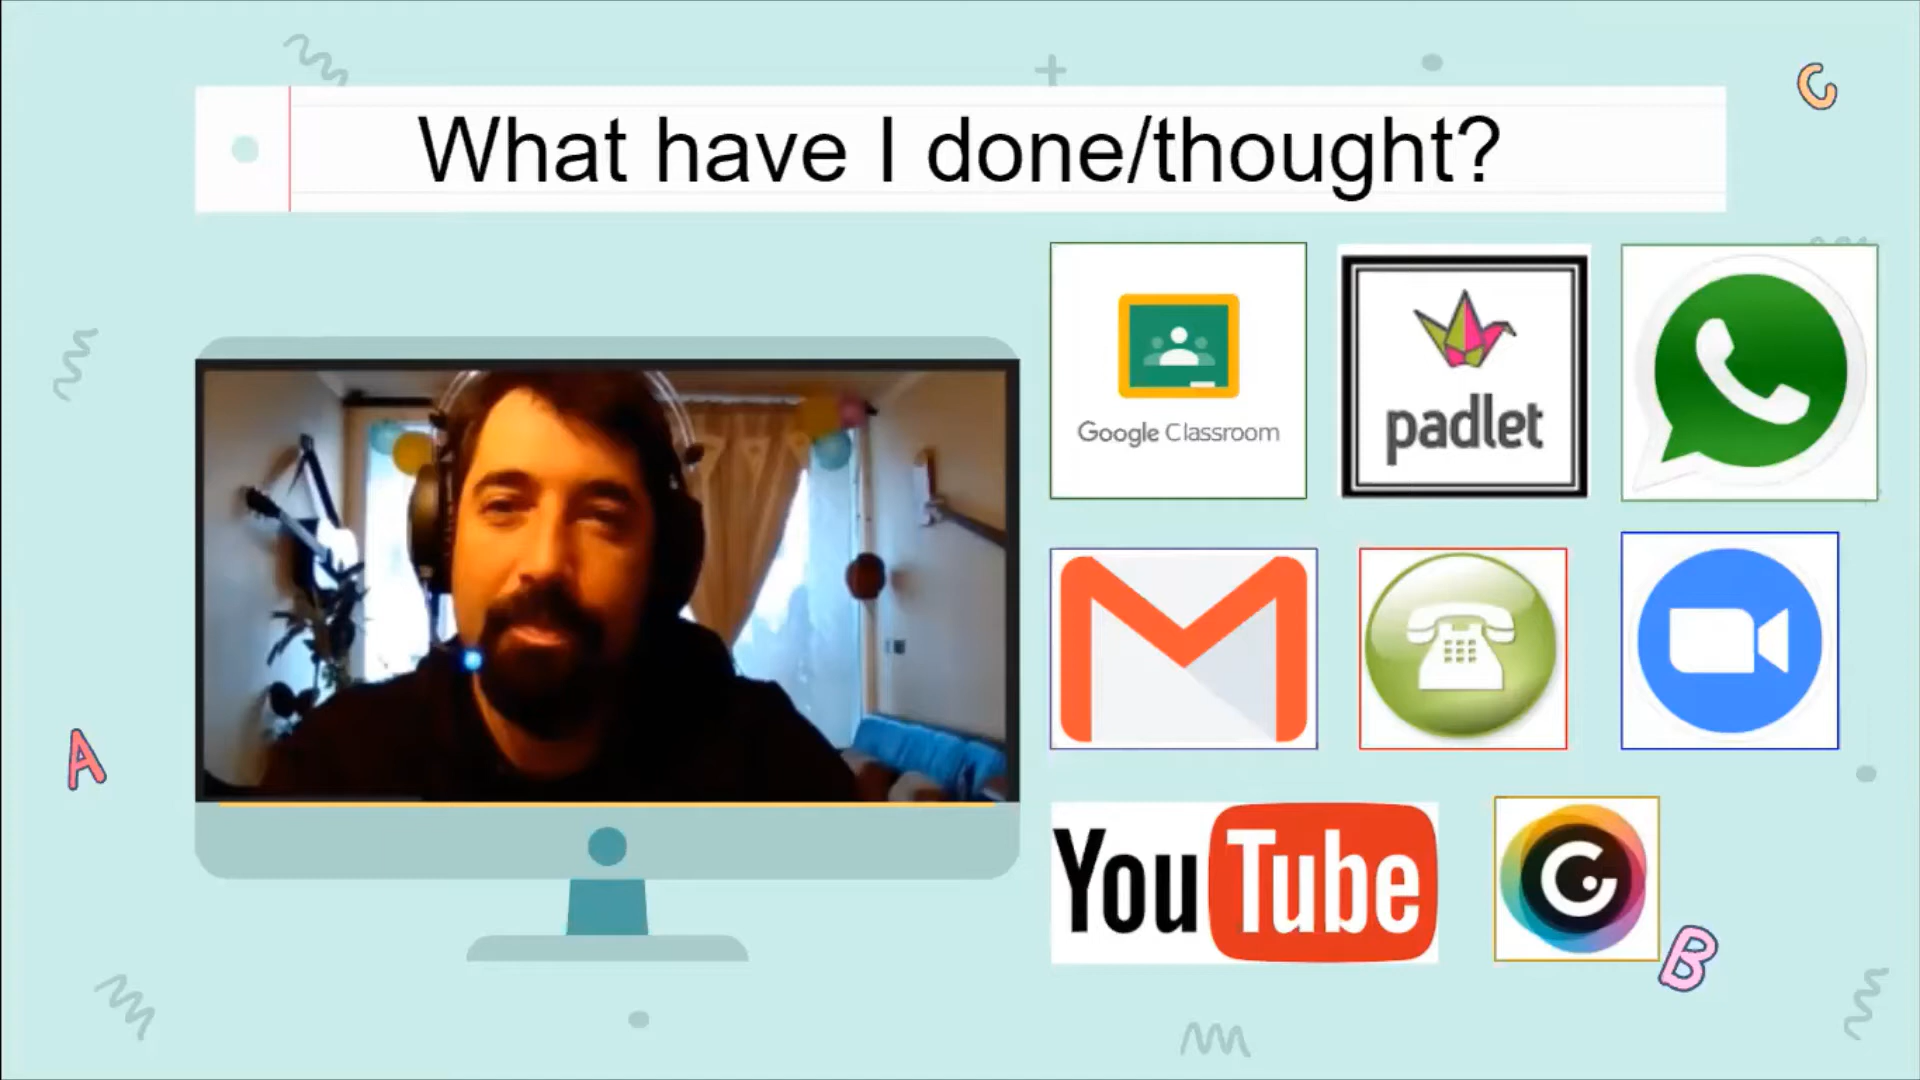 What have I done/thought?
C
Google Classroom
padlet
A
YouTube
B